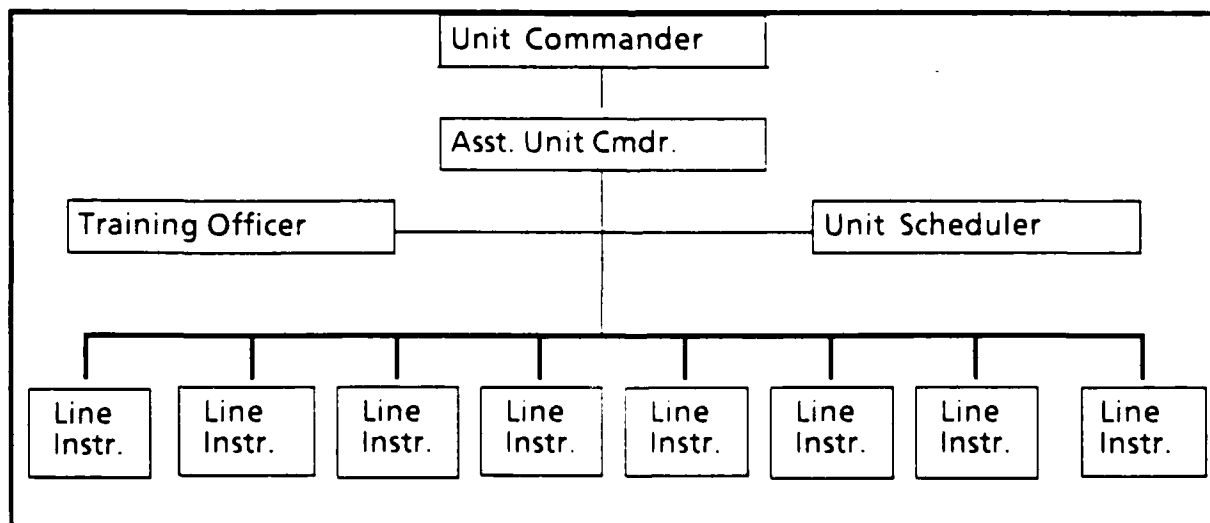 Unit Commander
Asst. Unit Cmdr.
Training Officer
Unit Scheduler
Line
Instr.
Line
Instr.
Line
Instr.
Line
Instr.
Line
Instr.
Line
Instr.
Line
Instr.
Line
Instr.